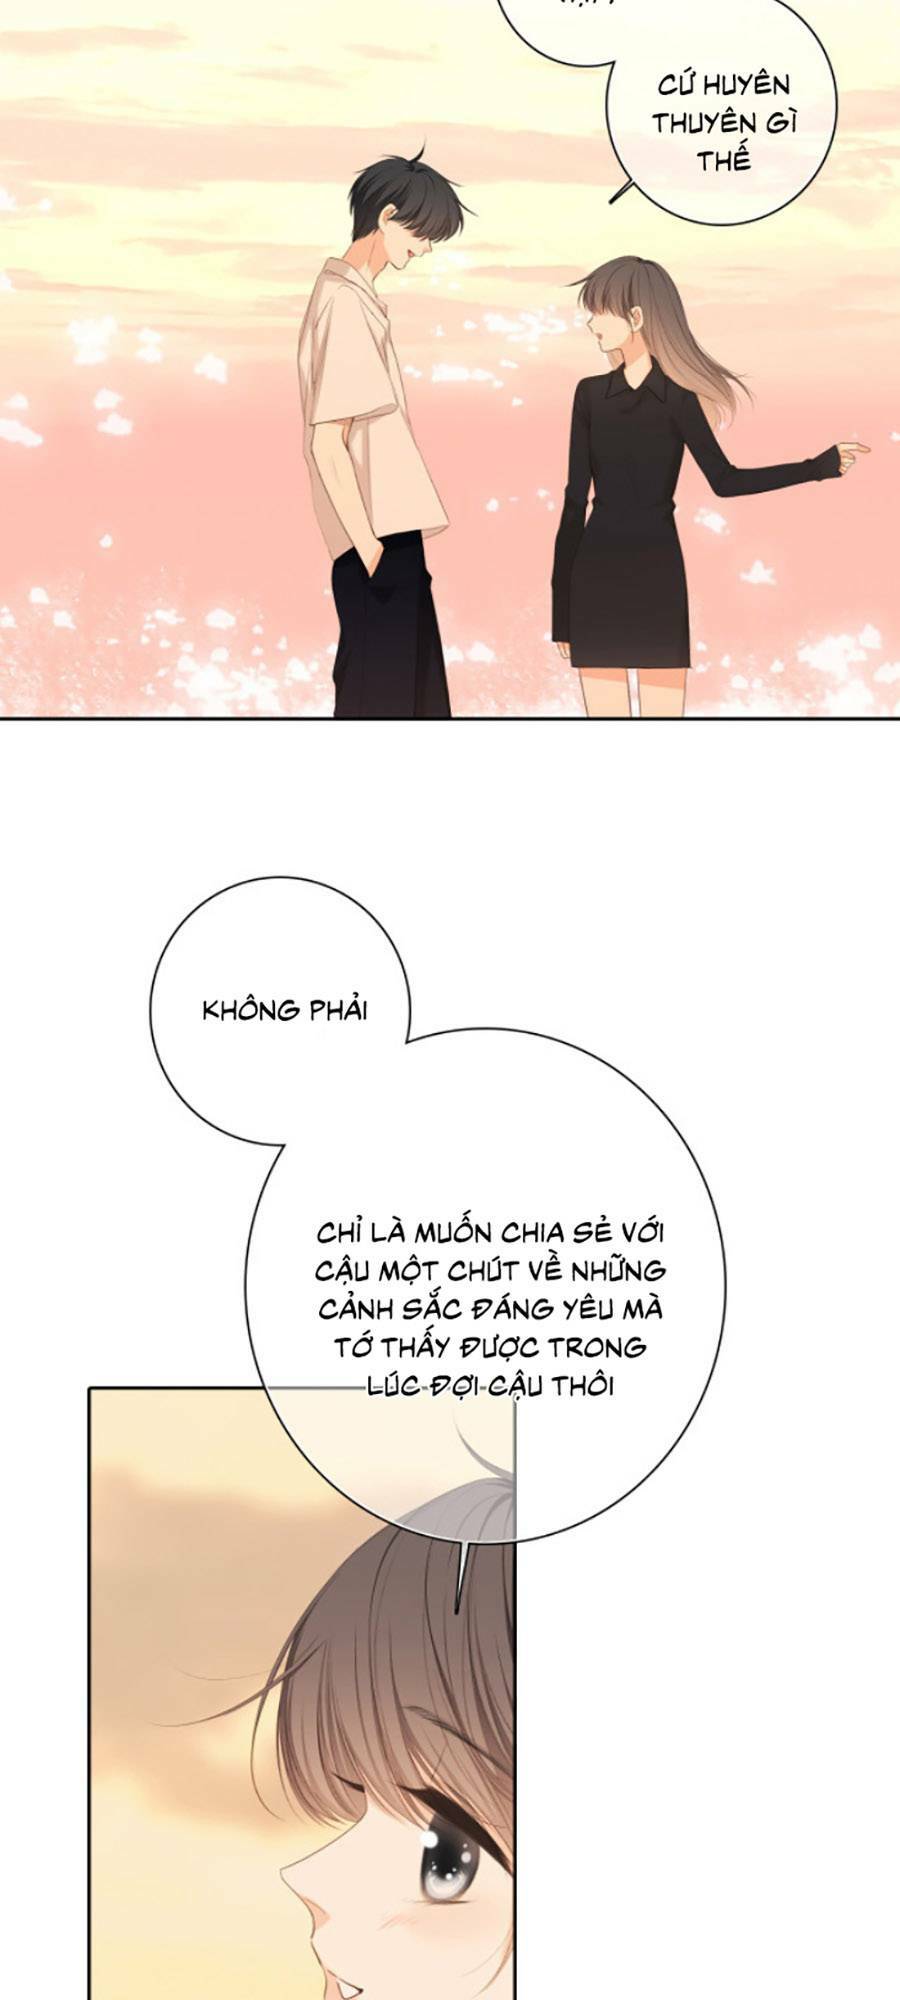 CỨ HUYÊN
THUYÊN GÌ
THẾ
KHÔNG PHẢI
CHỈ LÀ MUỐN CHIA SẺ VỚI
CẬU MỘT CHÚT VỀ NHỮNG
CẢNH SẮC ĐÁNG YÊU MÀ
TỚ THẤY ĐƯỢC TRONG
LÚC ĐỢI CẬU THÔI